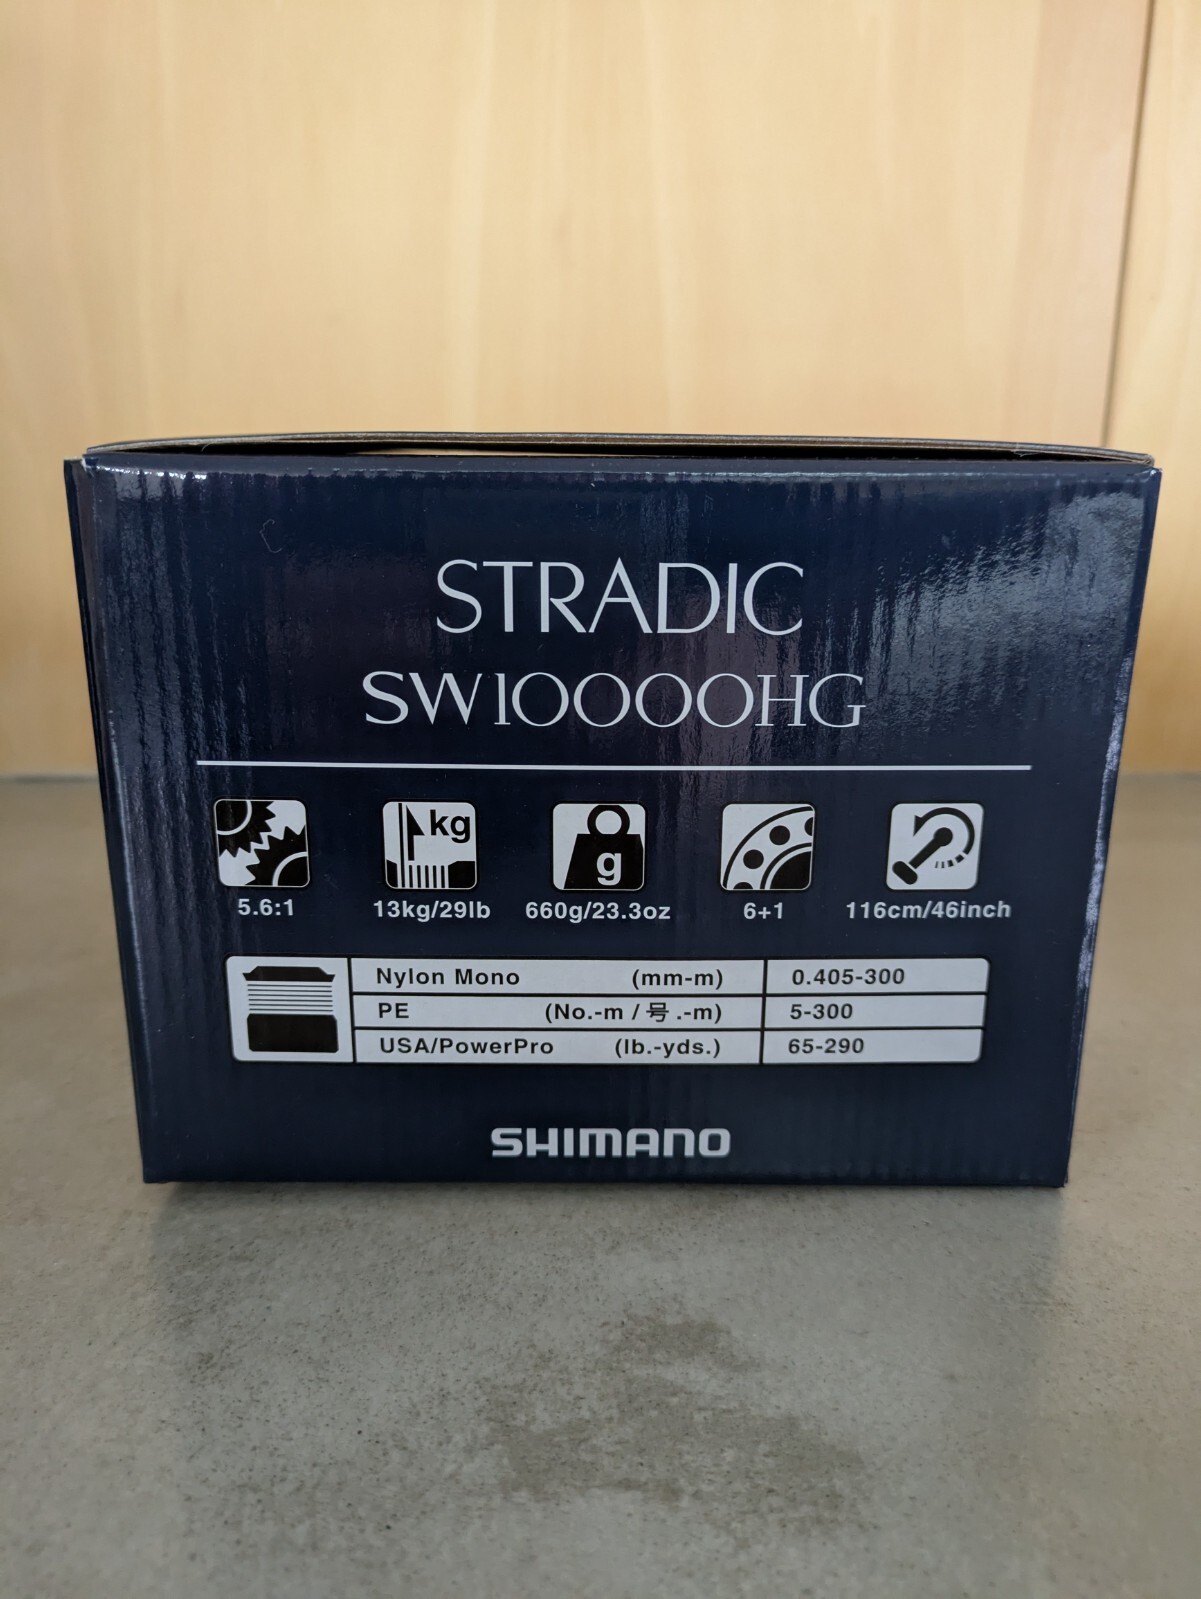 STRADIC
SW10000HG
kg
g
5.6:1 13kg/29lb 660g/23.3oz 6+1 116cm/46inch
Nylon Mono (mm-m) 0.405-300
PE (No.-m / 号.-m) 5-300
USA/PowerPro (lb.-yds.) 65-290
SHIMANO